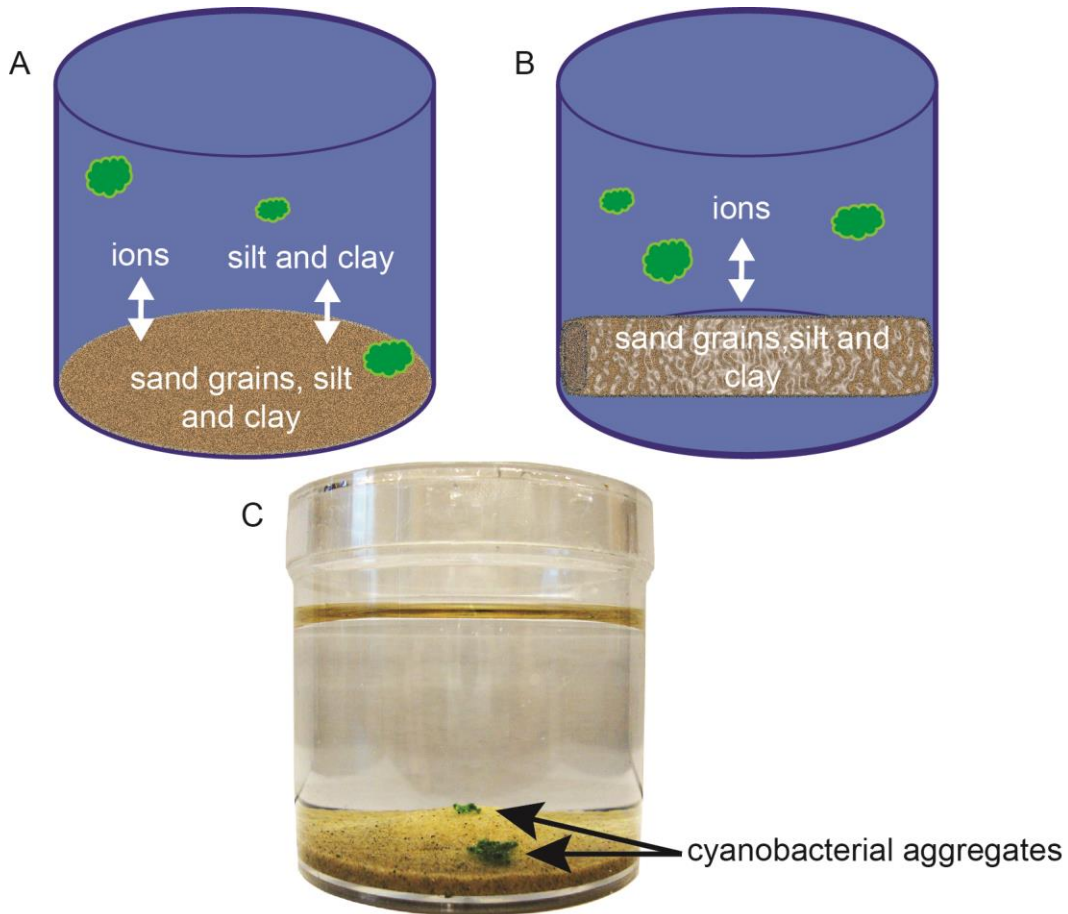 A
B
ions
silt and clay
sand grains, silt
and clay
ions
sand grains,silt and
clay
C
cyanobacterial aggregates